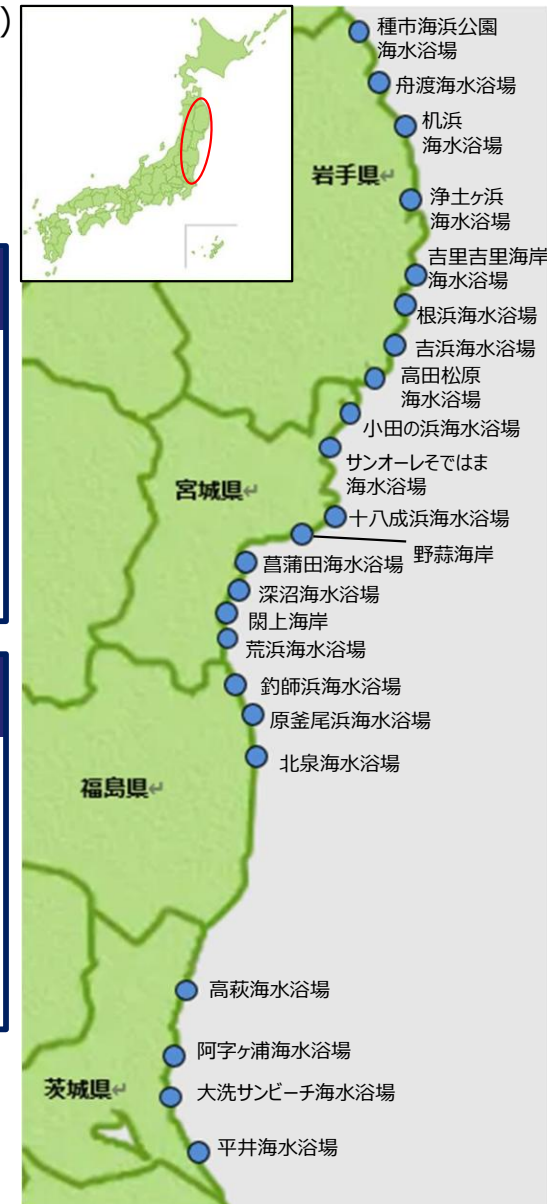 )
種市海浜公園
海水浴場
舟渡海水浴場
机浜
海水浴場
岩手県↵
浄土ヶ浜
海水浴場
吉里吉里海岸
海水浴場
根浜海水浴場
吉浜海水浴場
高田松原
海水浴場
小田の浜海水浴場
サンオーレそではま
海水浴場
宮城県↵
十八成浜海水浴場
野蒜海岸
菖蒲田海水浴場
深沼海水浴場
閖上海岸
荒浜海水浴場
釣師浜海水浴場
原釜尾浜海水浴場
北泉海水浴場
福島県↵
高萩海水浴場
阿字ヶ浦海水浴場
茨城県↵
大洗サンビーチ海水浴場
平井海水浴場